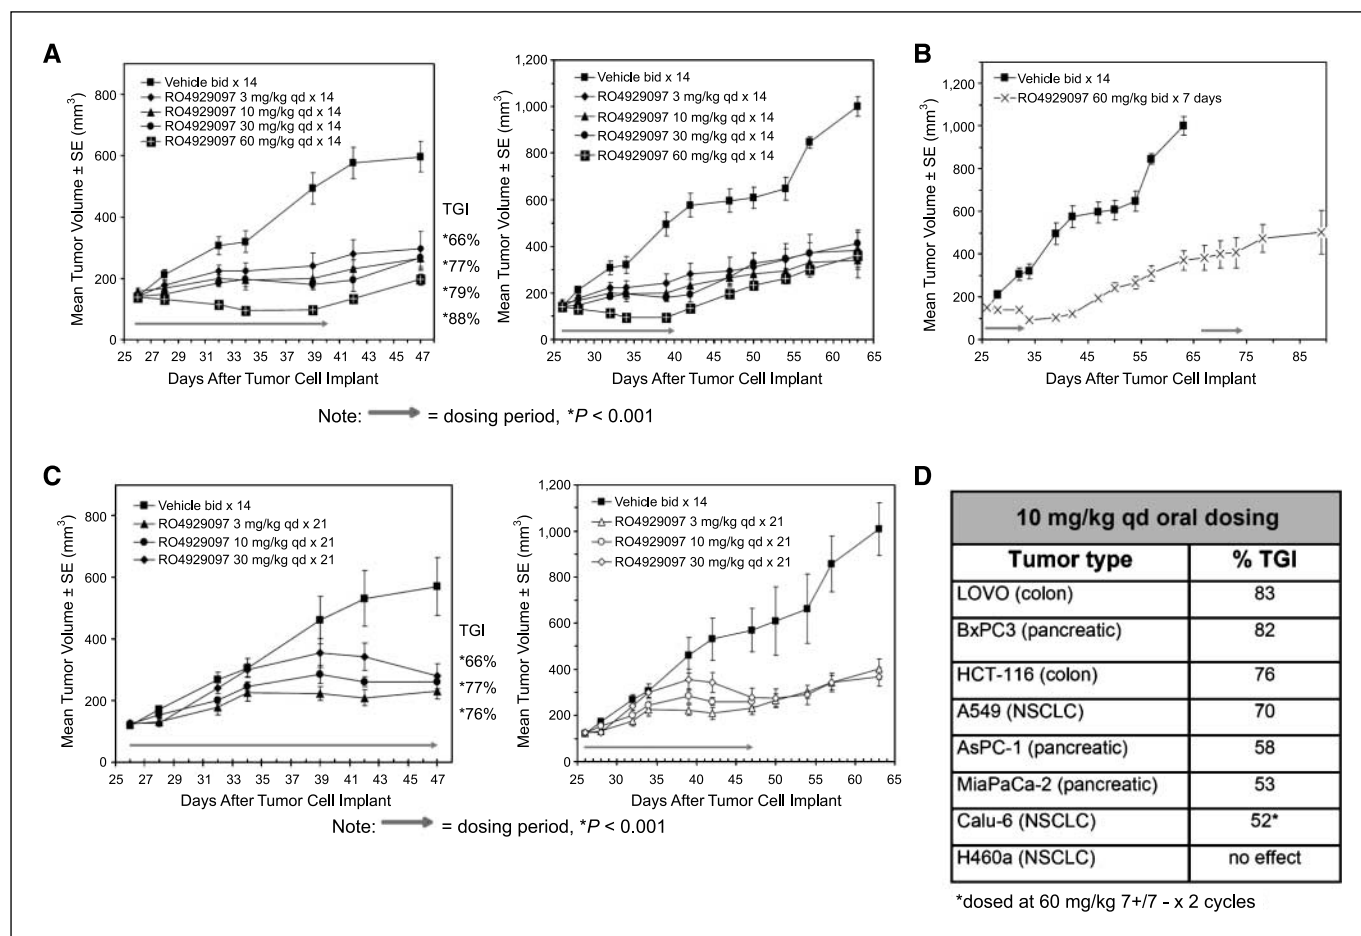 A
Mean Tumor Volume ± SE (mm³)
800
600
400
200
0
Vehicle bid x 14
RO4929097 3 mg/kg qd x 14
RO4929097 10 mg/kg qd x 14
RO4929097 30 mg/kg qd x 14
RO4929097 60 mg/kg qd x 14
25 27 29 31 33 35 37 39 41 43 45 47
Days After Tumor Cell Implant
TGI
*66%
*77%
*79%
*88%
Mean Tumor Volume ± SE (mm³)
1,200
1,000
800
600
400
200
0
Vehicle bid x 14
RO4929097 3 mg/kg qd x 14
RO4929097 10 mg/kg qd x 14
RO4929097 30 mg/kg qd x 14
RO4929097 60 mg/kg qd x 14
25 30 35 40 45 50 55 60 65
Days After Tumor Cell Implant
Note: = dosing period, *P < 0.001
B
Mean Tumor Volume ± SE (mm³)
1,200
1,000
800
600
400
200
0
Vehicle bid x 14
RO4929097 60 mg/kg bid x 7 days
25 35 45 55 65 75 85
Days After Tumor Cell Implant
C
Mean Tumor Volume ± SE (mm³)
800
600
400
200
0
Vehicle bid x 14
RO4929097 3 mg/kg qd x 21
RO4929097 10 mg/kg qd x 21
RO4929097 30 mg/kg qd x 21
25 27 29 31 33 35 37 39 41 43 45 47
Days After Tumor Cell Implant
TGI
*66%
*77%
*76%
Mean Tumor Volume ± SE (mm³)
1,200
1,000
800
600
400
200
0
Vehicle bid x 14
RO4929097 3 mg/kg qd x 21
RO4929097 10 mg/kg qd x 21
RO4929097 30 mg/kg qd x 21
25 30 35 40 45 50 55 60 65
Days After Tumor Cell Implant
Note: = dosing period, *P < 0.001
D
10 mg/kg qd oral dosing
Tumor type % TGI
LOVO (colon) 83
BxPC3 (pancreatic) 82
HCT-116 (colon) 76
A549 (NSCLC) 70
AsPC-1 (pancreatic) 58
MiaPaCa-2 (pancreatic) 53
Calu-6 (NSCLC) 52*
H460a (NSCLC) no effect
*dosed at 60 mg/kg 7+/7 - x 2 cycles